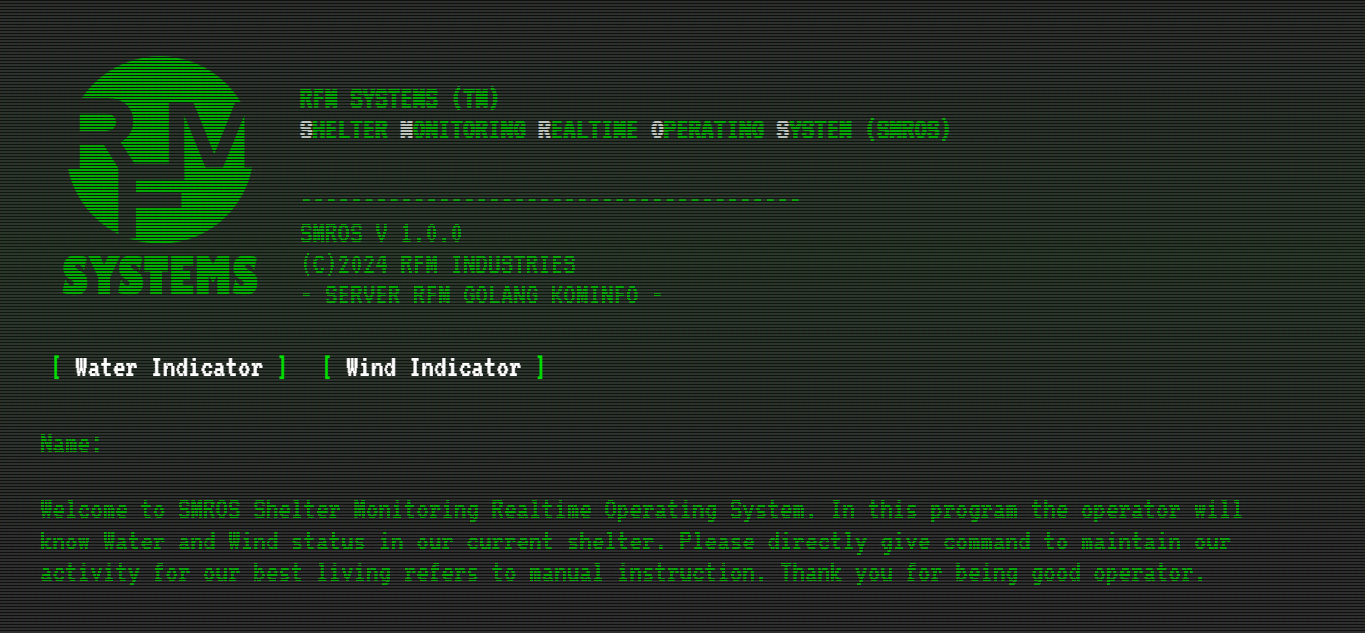 RFM
SYSTEMS
RFM SYSTEMS (TM)
SHELTER MONITORING REALTIME OPERATING SYSTEM (SMROS)
----------------------------------------
SMROS V 1.0.0
(C)2024 RFM INDUSTRIES
- SERVER RFM GOLANG KOMINFO -
[ Water Indicator ] [ Wind Indicator ]
Name:
Welcome to SMROS Shelter Monitoring Realtime Operating System. In this program the operator will
know Water and Wind status in our current shelter. Please directly give command to maintain our
activity for our best living refers to manual instruction. Thank you for being good operator.